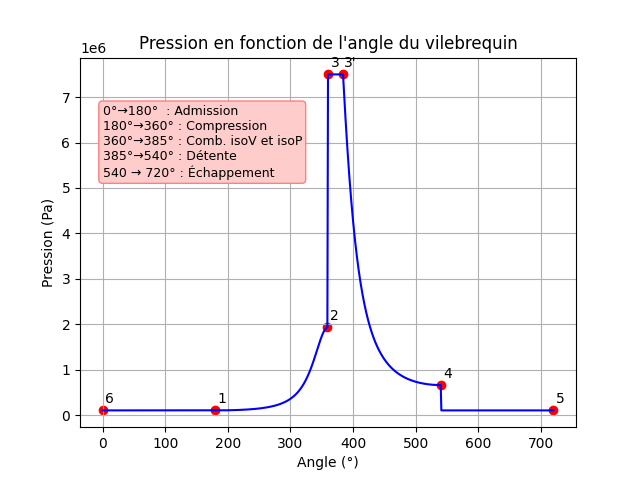 Pression en fonction de l'angle du vilebrequin
1e6
3 3'
7
0°→180°  : Admission
180°→360° : Compression
360°→385° : Comb. isoV et isoP
385°→540° : Détente
540 → 720° : Échappement
6
5
4
3
2
1
0
Pression (Pa)
2
4
6
1
5
0 100 200 300 400 500 600 700
Angle (°)